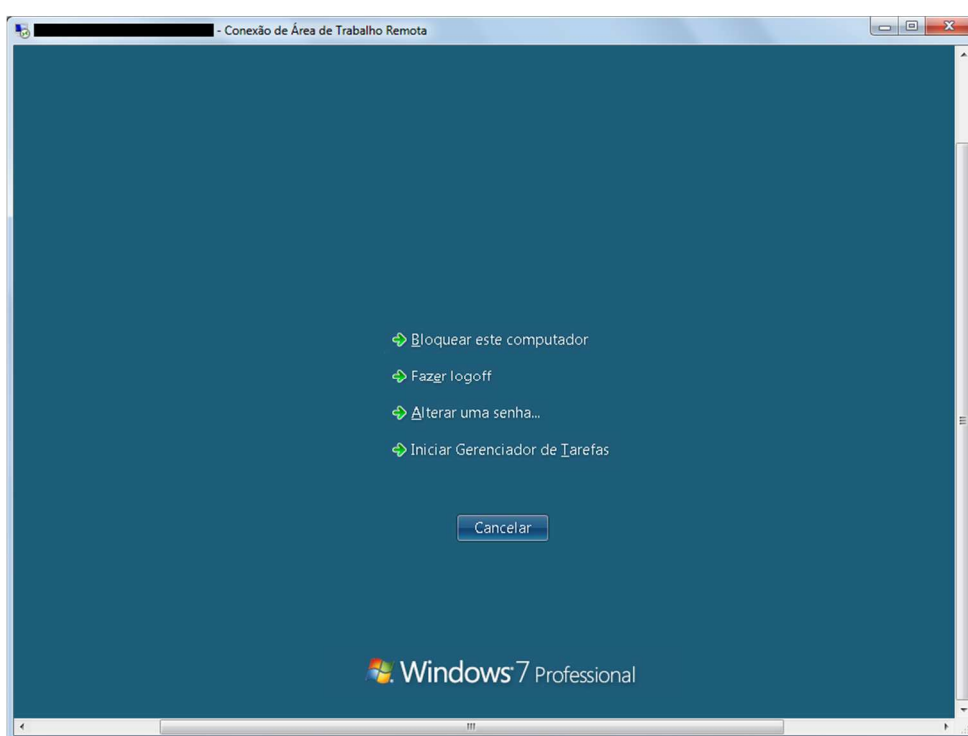 - Conexão de Área de Trabalho Remota
Bloquear este computador
Fazer logoff
Alterar uma senha...
Iniciar Gerenciador de Tarefas
Cancelar
Windows 7 Professional